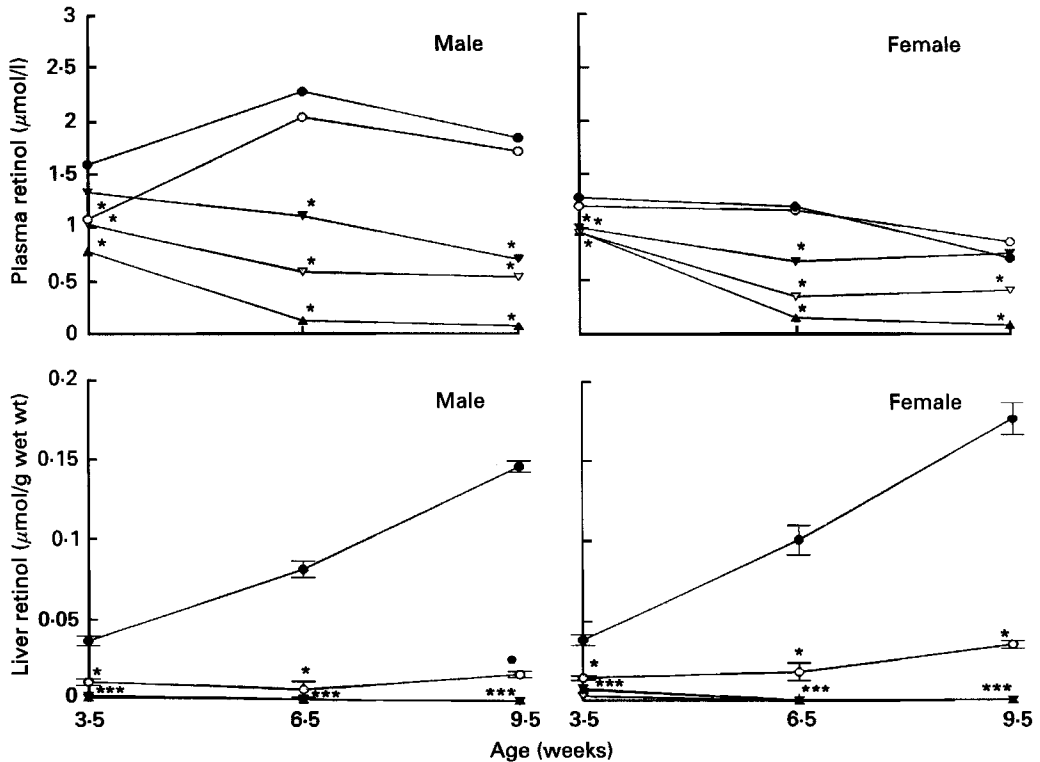 Plasma retinol (μmol/l)
3
2·5
2
1·5
1
0·5
0
Male
Female
* * * * * * * * *
* * * * * * * *
Liver retinol (μmol/g wet wt)
0·2
0·15
0·1
0·05
0
Male
Female
* *** * *** ***
* *** * *** * ***
3·5 6·5 9·5
3·5 6·5 9·5
Age (weeks)